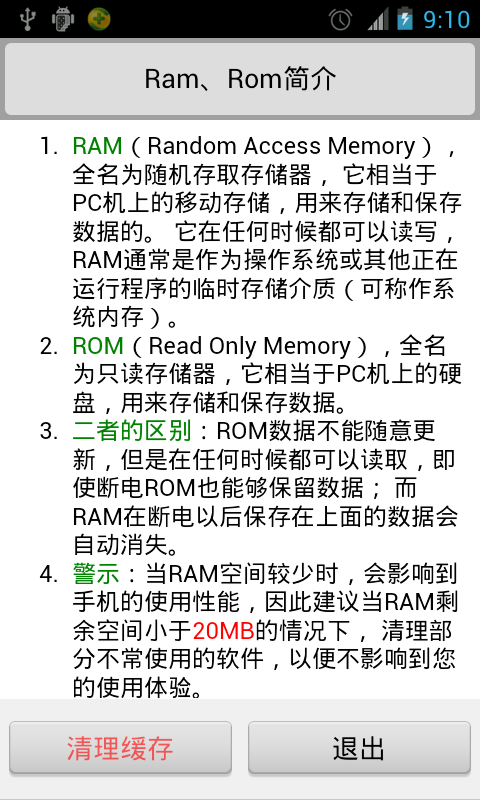 9:10
Ram、Rom简介
1. RAM（Random Access Memory），
全名为随机存取存储器， 它相当于
PC机上的移动存储，用来存储和保存
数据的。 它在任何时候都可以读写，
RAM通常是作为操作系统或其他正在
运行程序的临时存储介质（可称作系
统内存）。
2. ROM（Read Only Memory），全名
为只读存储器，它相当于PC机上的硬
盘，用来存储和保存数据。
3. 二者的区别：ROM数据不能随意更
新，但是在任何时候都可以读取，即
使断电ROM也能够保留数据； 而
RAM在断电以后保存在上面的数据会
自动消失。
4. 警示：当RAM空间较少时，会影响到
手机的使用性能，因此建议当RAM剩
余空间小于20MB的情况下， 清理部
分不常使用的软件，以便不影响到您
的使用体验。
清理缓存
退出